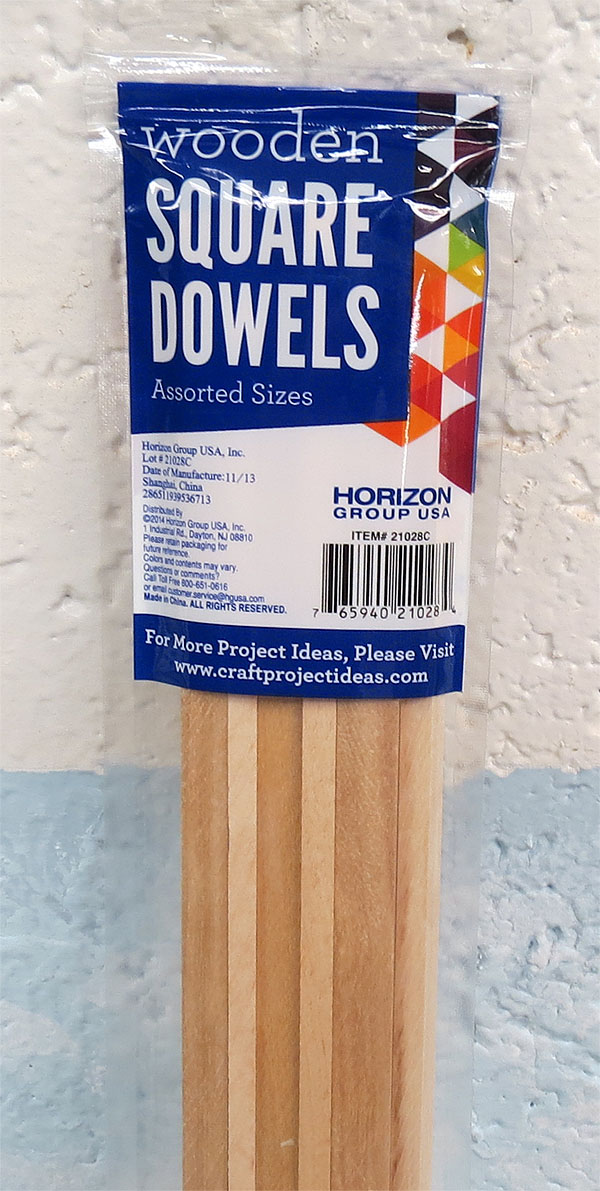 wooden
SQUARE
DOWELS
Assorted Sizes
Horizon Group USA, Inc.
Lot # 21028C
Date of Manufacture: 11/13
Shanghai, China
286511939536713
Distributed By
©2014 Horizon Group USA, Inc.
1 Industrial Rd., Dayton, NJ 08810
Please retain packaging for
future reference.
Colors and contents may vary.
Questions or comments?
Call Toll Free 800-651-0616
or email customer.service@hgusa.com
Made in China. ALL RIGHTS RESERVED.
HORIZON
GROUP USA
ITEM# 21028C
7 65940 21028 4
For More Project Ideas, Please Visit
www.craftprojectideas.com